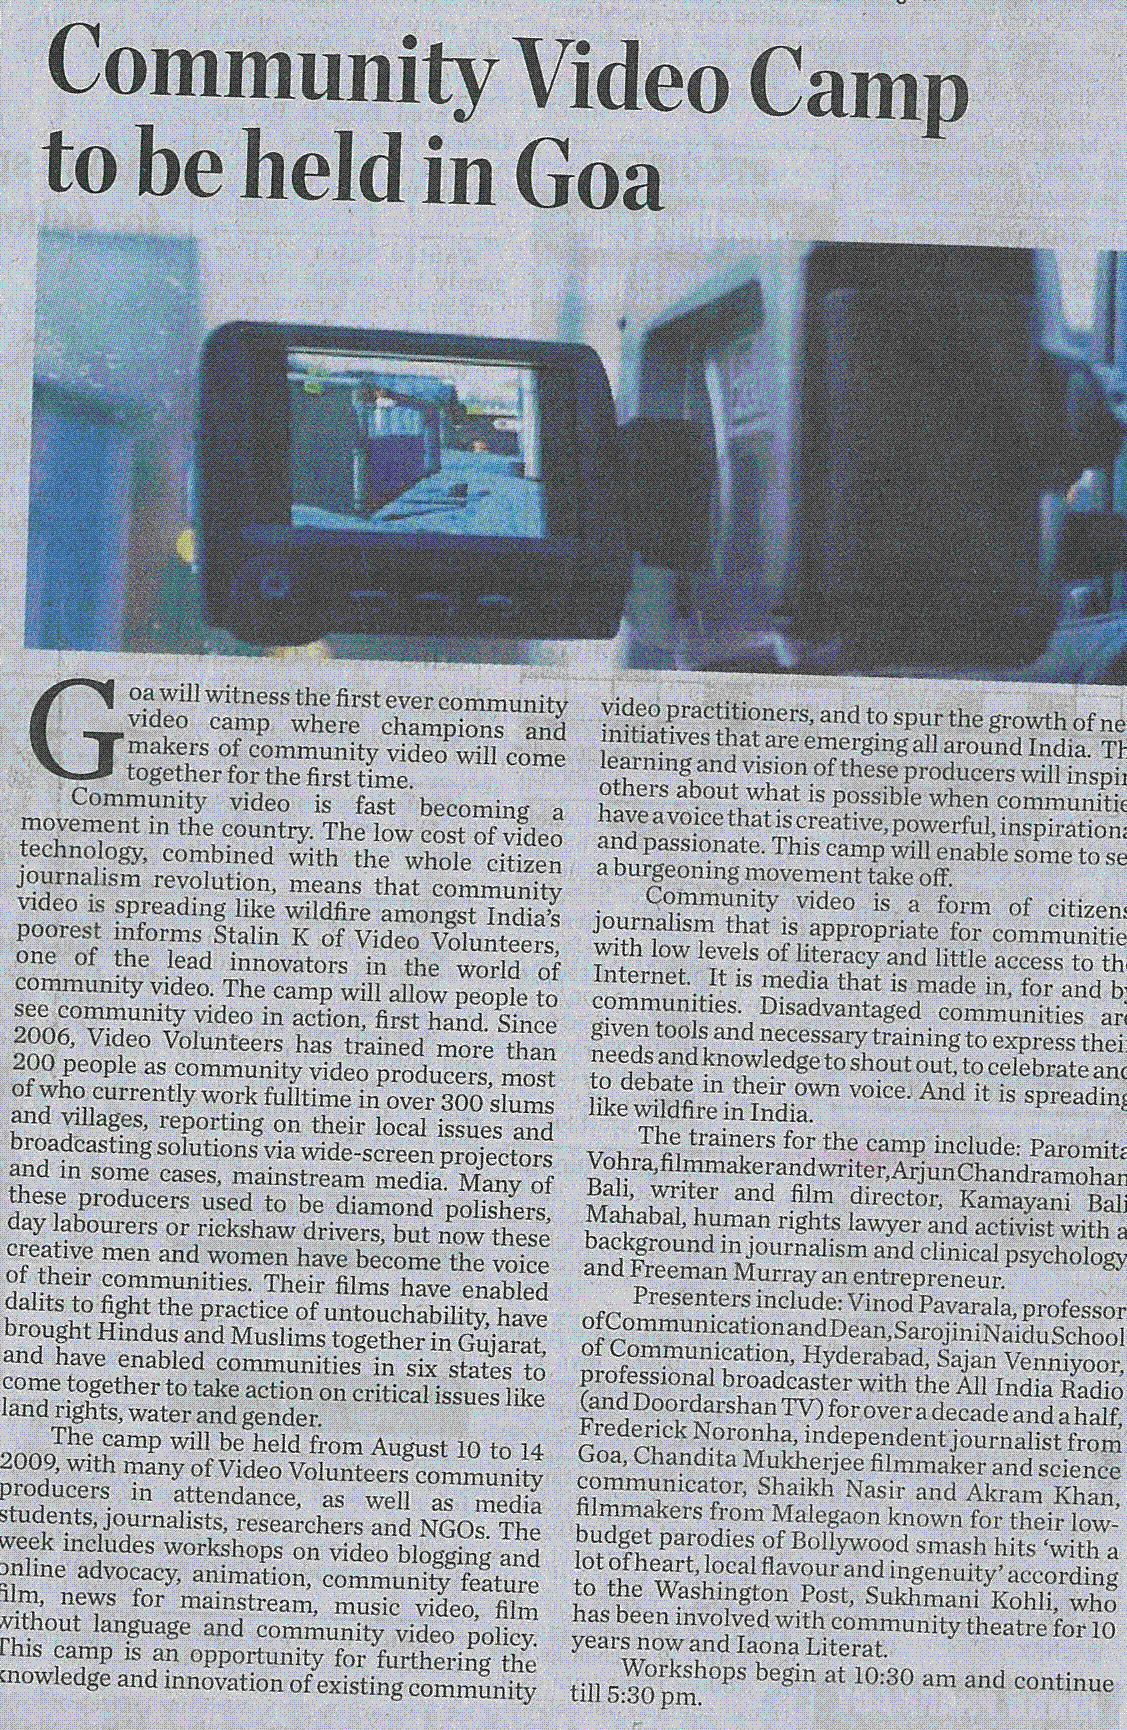 Community Video Camp
to be held in Goa
Goa will witness the first ever community
video camp where champions and
makers of community video will come
together for the first time.
Community video is fast becoming a
movement in the country. The low cost of video
technology, combined with the whole citizen
journalism revolution, means that community
video is spreading like wildfire amongst India's
poorest informs Stalin K of Video Volunteers,
one of the lead innovators in the world of
community video. The camp will allow people to
see community video in action, first hand. Since
2006, Video Volunteers has trained more than
200 people as community video producers, most
of who currently work fulltime in over 300 slums
and villages, reporting on their local issues and
broadcasting solutions via wide-screen projectors
and in some cases, mainstream media. Many of
these producers used to be diamond polishers,
day labourers or rickshaw drivers, but now these
creative men and women have become the voice
of their communities. Their films have enabled
dalits to fight the practice of untouchability, have
brought Hindus and Muslims together in Gujarat,
and have enabled communities in six states to
come together to take action on critical issues like
land rights, water and gender.
The camp will be held from August 10 to 14
2009, with many of Video Volunteers community
producers in attendance, as well as media
students, journalists, researchers and NGOs. The
week includes workshops on video blogging and
online advocacy, animation, community feature
film, news for mainstream, music video, film
without language and community video policy.
This camp is an opportunity for furthering the
knowledge and innovation of existing community
video practitioners, and to spur the growth of ne
initiatives that are emerging all around India. Th
learning and vision of these producers will inspir
others about what is possible when communitie
have a voice that is creative, powerful, inspirationa
and passionate. This camp will enable some to se
a burgeoning movement take off.
Community video is a form of citizens
journalism that is appropriate for communitie
with low levels of literacy and little access to the
Internet. It is media that is made in, for and by
communities. Disadvantaged communities are
given tools and necessary training to express thei
needs and knowledge to shout out, to celebrate and
to debate in their own voice. And it is spreading
like wildfire in India.
The trainers for the camp include: Paromita
Vohra, filmmaker and writer, Arjun Chandramohan
Bali, writer and film director, Kamayani Bali
Mahabal, human rights lawyer and activist with a
background in journalism and clinical psychology
and Freeman Murray an entrepreneur.
Presenters include: Vinod Pavarala, professor
of Communication and Dean, Sarojini Naidu School
of Communication, Hyderabad, Sajan Venniyoor,
professional broadcaster with the All India Radio
(and Doordarshan TV) for over a decade and a half,
Frederick Noronha, independent journalist from
Goa, Chandita Mukherjee filmmaker and science
communicator, Shaikh Nasir and Akram Khan,
filmmakers from Malegaon known for their low-
budget parodies of Bollywood smash hits 'with a
lot of heart, local flavour and ingenuity' according
to the Washington Post, Sukhmani Kohli, who
has been involved with community theatre for 10
years now and Iaona Literat.
Workshops begin at 10:30 am and continue
till 5:30 pm.